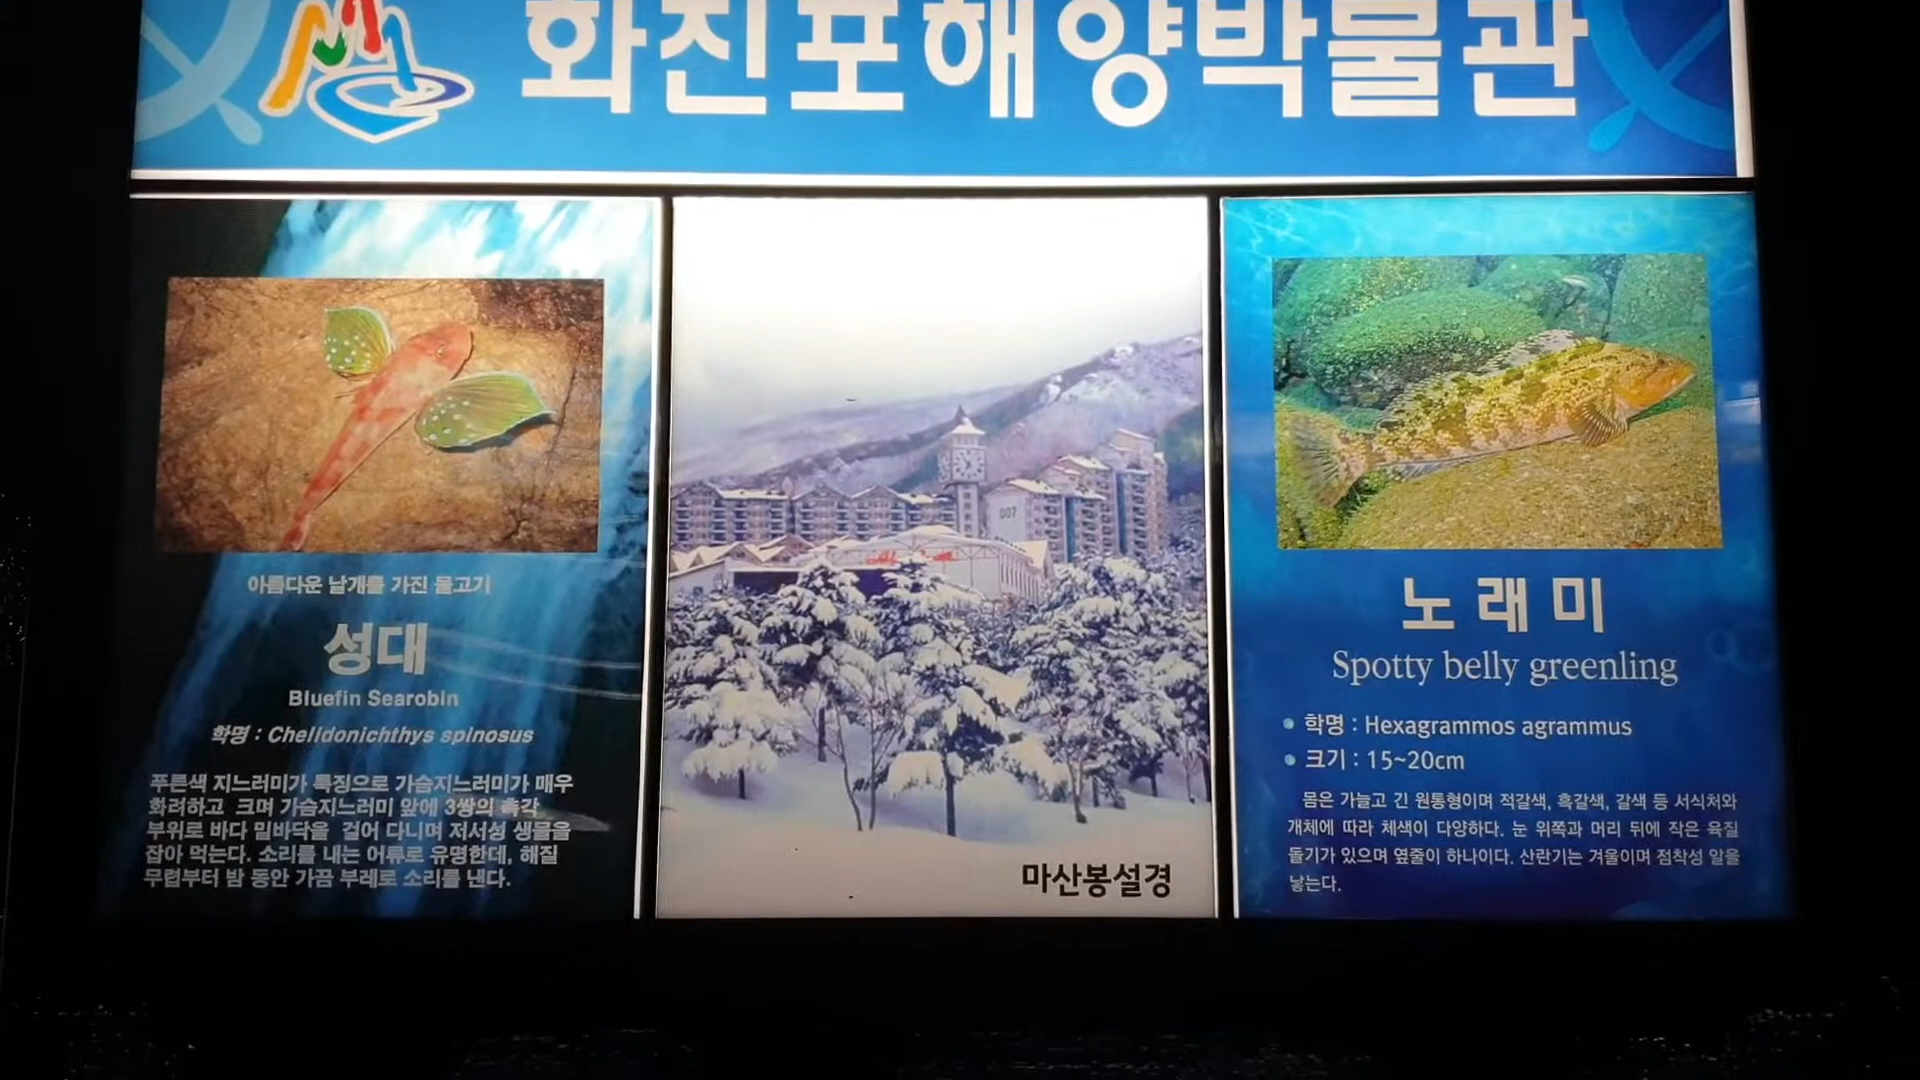 화진포해양박물관
아름다운 날개를 가진 물고기
성대
Bluefin Searobin
학명 : Chelidonichthys spinosus
푸른색 지느러미가 특징으로 가슴지느러미가 매우
화려하고 크며 가슴지느러미 앞에 3쌍의 촉각
부위로 바다 밑바닥을 걸어 다니며 저서성 생물을
잡아 먹는다. 소리를 내는 어류로 유명한데, 해질
무렵부터 밤 동안 가끔 부레로 소리를 낸다.
007
마산봉설경
노래미
Spotty belly greenling
학명 : Hexagrammos agrammus
크기 : 15~20cm
몸은 가늘고 긴 원통형이며 적갈색, 흑갈색, 갈색 등 서식처와
개체에 따라 체색이 다양하다. 눈 위쪽과 머리 뒤에 작은 육질
돌기가 있으며 옆줄이 하나이다. 산란기는 겨울이며 점착성 알을
낳는다.